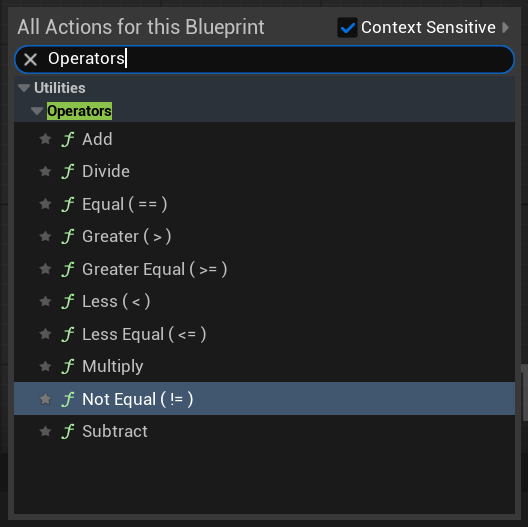 All Actions for this Blueprint Context Sensitive
Operators
Utilities
Operators
Add
Divide
Equal ( == )
Greater ( > )
Greater Equal ( >= )
Less ( < )
Less Equal ( <= )
Multiply
Not Equal ( != )
Subtract